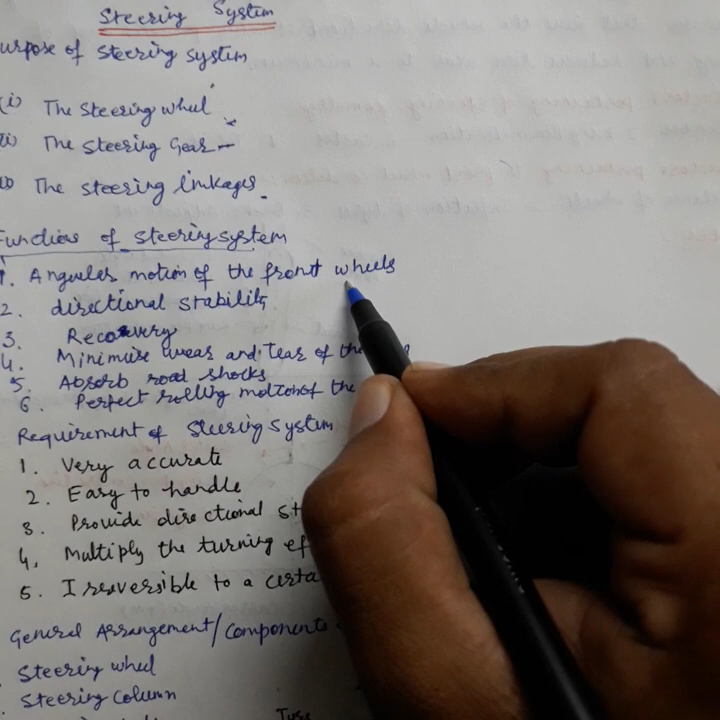 Steering System
urpose of steering system
(i) The steering wheel
ii) The steering Gear
The steering linkages
Functions of steering system
1. Angular motion of the front wheels
2. directional stability
3. Recovery
4. Minimise wear and Tear of the
5. Absorb road shocks
6. Perfect rolling motion of the
Requirement of steering system
1. Very accurate
2. Easy to handle
3. Provide directional st
4. Multiply the turning ef
5. Irreversible to a certa
General Arrangement/Components
Steering wheel
Steering Column